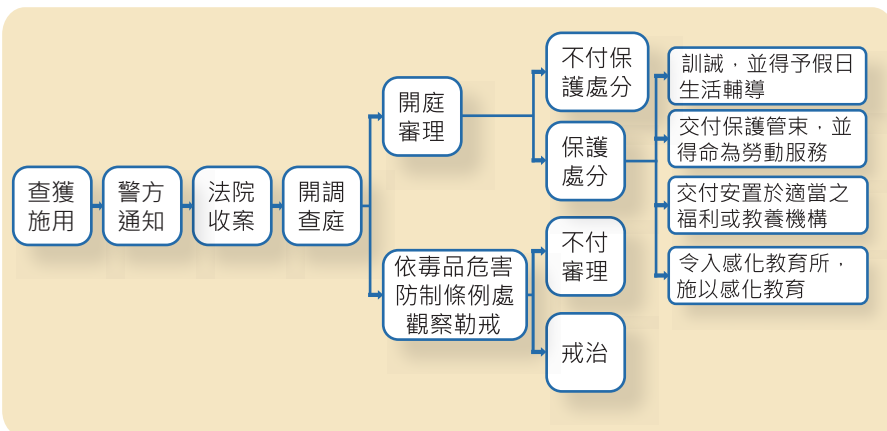 查獲
施用
警方
通知
法院
收案
開調
查庭
開庭
審理
不付保
護處分
保護
處分
訓誡，並得予假日
生活輔導
交付保護管束，並
得命為勞動服務
交付安置於適當之
福利或教養機構
令入感化教育所，
施以感化教育
依毒品危害
防制條例處
觀察勒戒
不付
審理
戒治